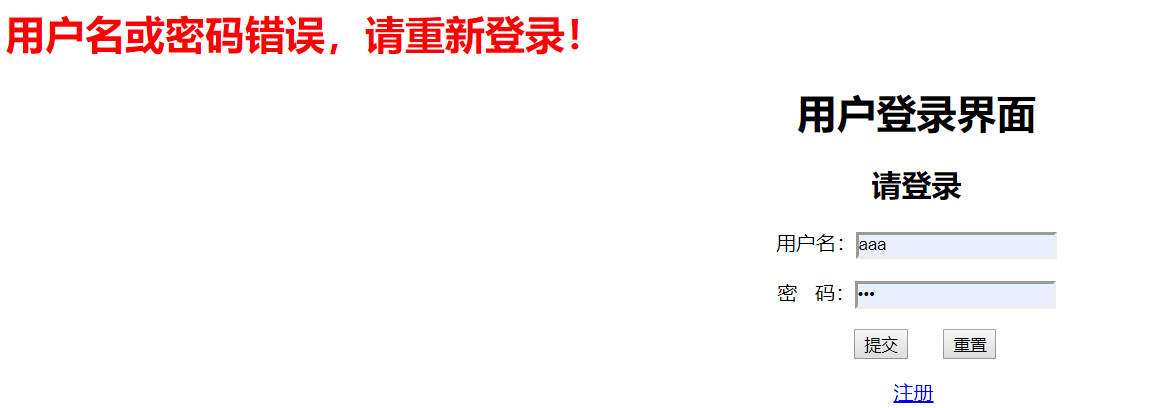 用户名或密码错误，请重新登录！
用户登录界面
请登录
用户名：aaa
密 码：•••
提交 重置
注册